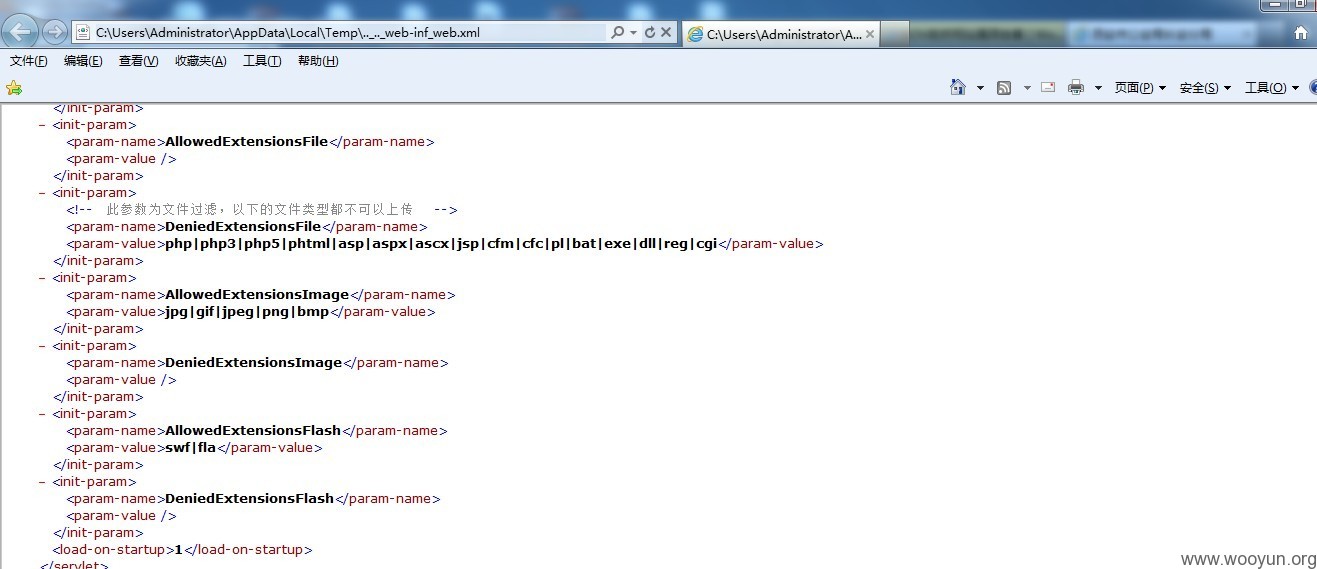 C:\Users\Administrator\AppData\Local\Temp\.._.._web-inf_web.xml
C:\Users\Administrator\A...
文件(F) 编辑(E) 查看(V) 收藏夹(A) 工具(T) 帮助(H)
页面(P) 安全(S) 工具(O)
</init-param>
- <init-param>
<param-name>AllowedExtensionsFile</param-name>
<param-value />
</init-param>
- <init-param>
<!-- 此参数为文件过滤，以下的文件类型都不可以上传 -->
<param-name>DeniedExtensionsFile</param-name>
<param-value>php|php3|php5|phtml|asp|aspx|ascx|jsp|cfm|cfc|pl|bat|exe|dll|reg|cgi</param-value>
</init-param>
- <init-param>
<param-name>AllowedExtensionsImage</param-name>
<param-value>jpg|gif|jpeg|png|bmp</param-value>
</init-param>
- <init-param>
<param-name>DeniedExtensionsImage</param-name>
<param-value />
</init-param>
- <init-param>
<param-name>AllowedExtensionsFlash</param-name>
<param-value>swf|fla</param-value>
</init-param>
- <init-param>
<param-name>DeniedExtensionsFlash</param-name>
<param-value />
</init-param>
<load-on-startup>1</load-on-startup>
</servlet>
www.wooyun.org